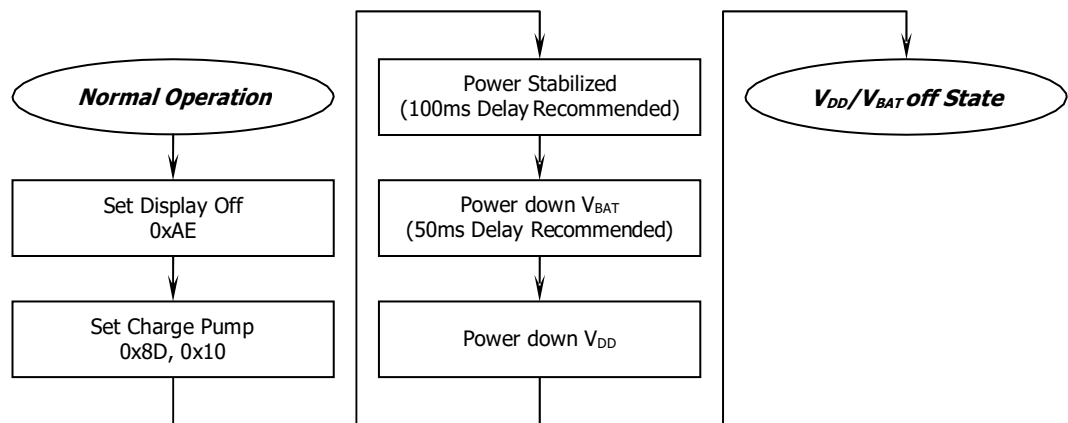 Normal Operation
Set Display Off
0xAE
Set Charge Pump
0x8D, 0x10
Power Stabilized
(100ms Delay Recommended)
Power down VBAT
(50ms Delay Recommended)
Power down VDD
VDD/VBAT off State